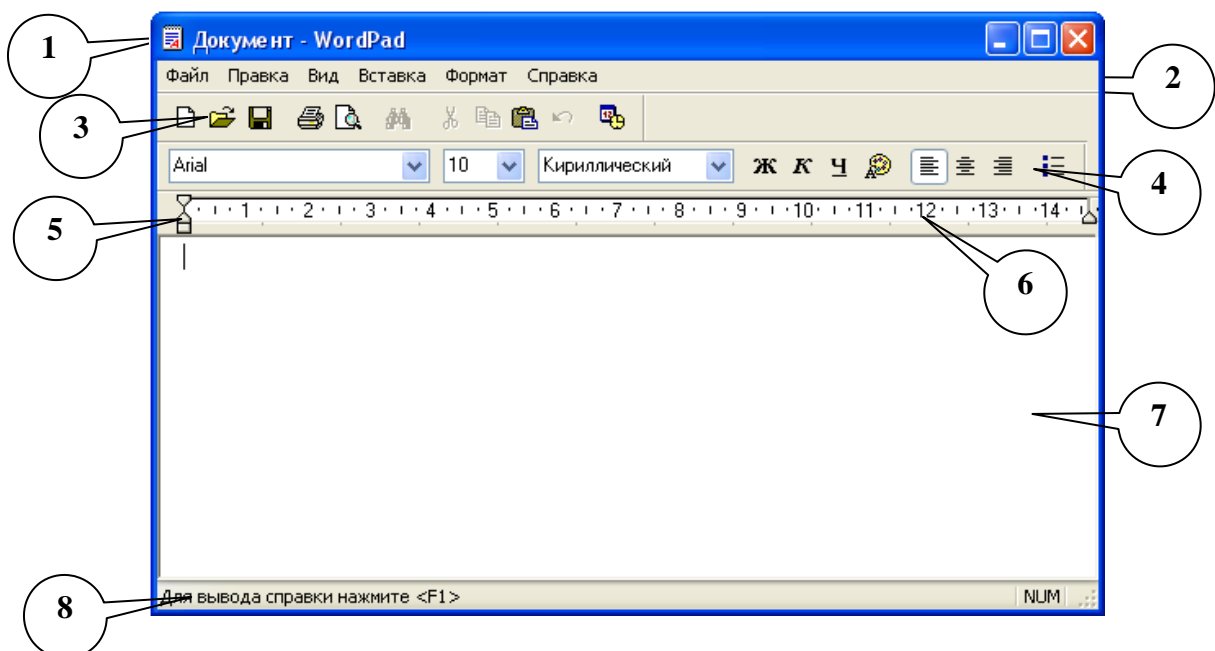 1
Документ - WordPad
Файл Правка Вид Вставка Формат Справка
2
3
Arial 10 Кириллический Ж К Ч
4
5
1 2 3 4 5 6 7 8 9 10 11 12 13 14
6
7
8
Для вывода справки нажмите <F1> NUM